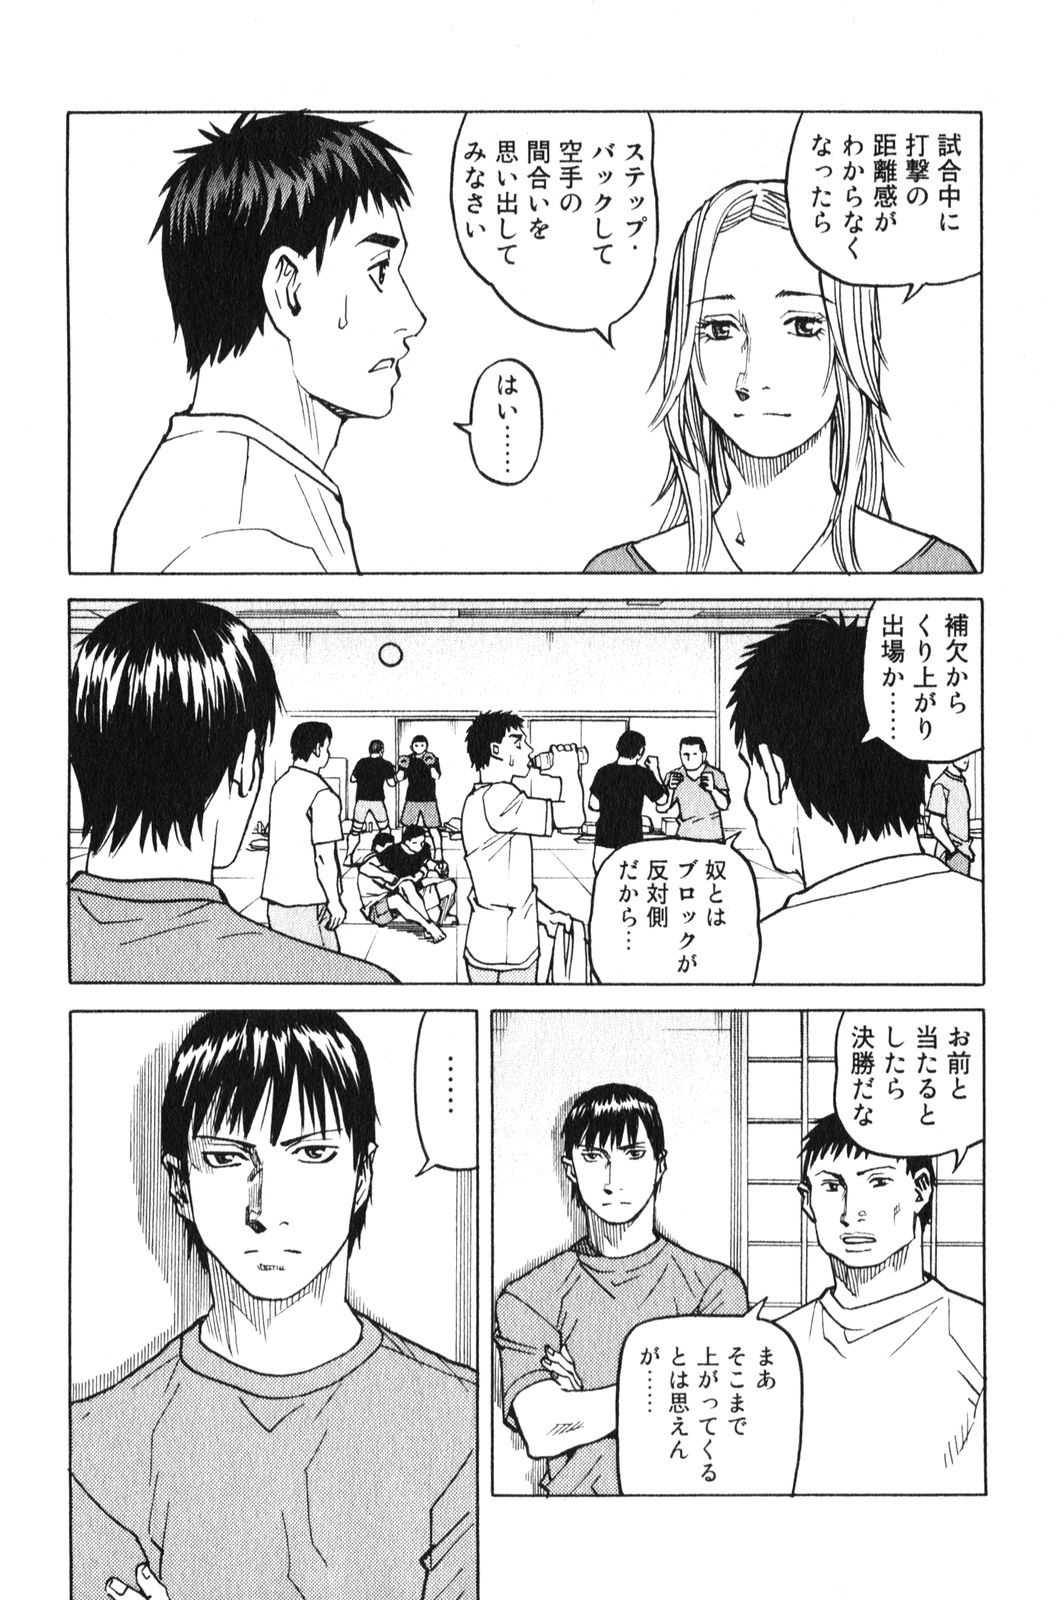 試合中に
打撃の
距離感が
わからなく
なったら
ステップ・
バックして
空手の
間合いを
思い出して
みなさい
はい……
補欠から
くり上がり
出場か……
奴とは
ブロックが
反対側
だから…
お前と
当たると
したら
決勝だな
まあ
そこまで
上がってくる
とは思えん
が……
……